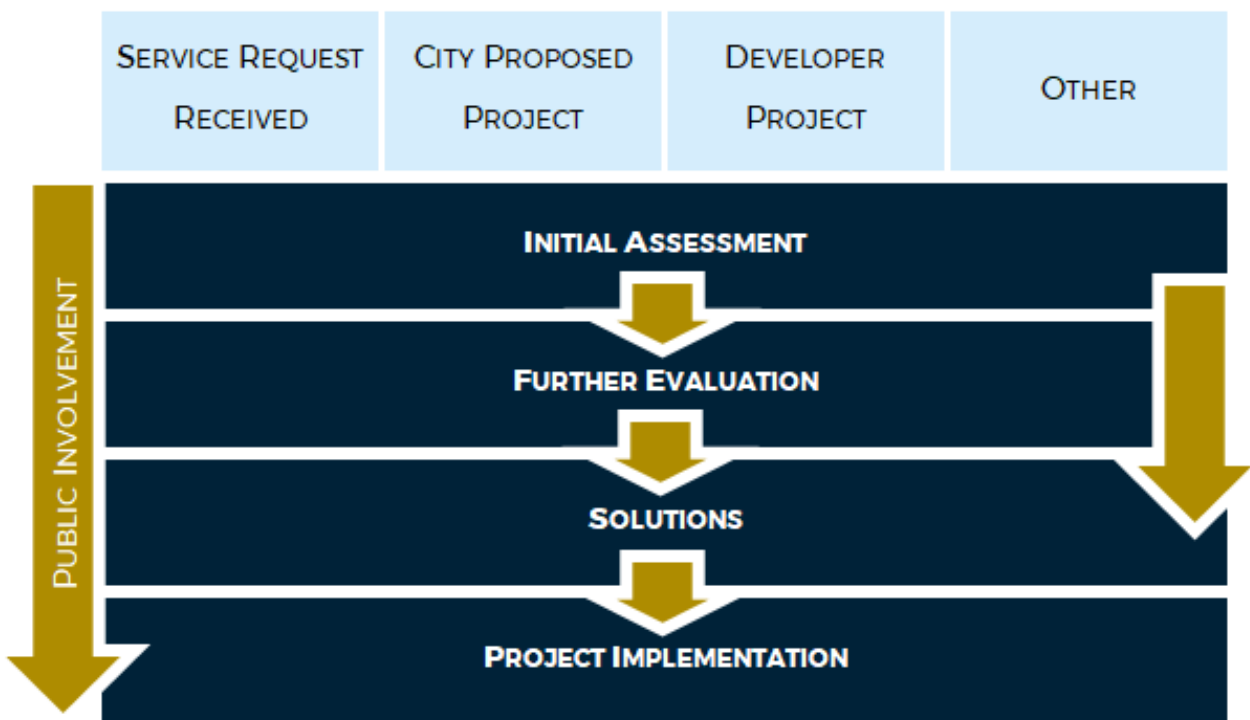 SERVICE REQUEST
RECEIVED
CITY PROPOSED
PROJECT
DEVELOPER
PROJECT
OTHER
PUBLIC INVOLVEMENT
INITIAL ASSESSMENT
FURTHER EVALUATION
SOLUTIONS
PROJECT IMPLEMENTATION